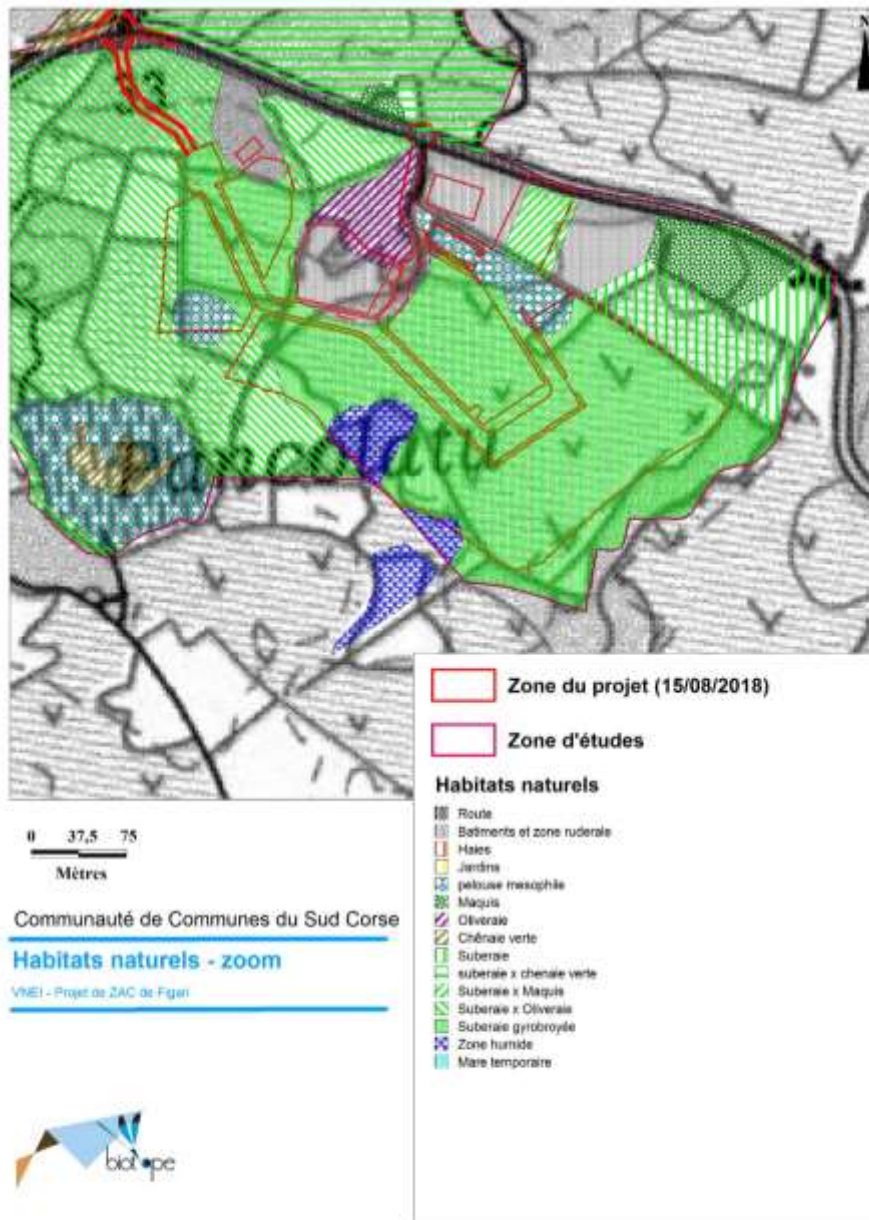 N
Pancolatu
Zone du projet (15/08/2018)
Zone d'études
Habitats naturels
Route
Batiments et zone ruderale
Haies
Jardins
pelouse mesophile
Maquis
Oliveraie
Chênaie verte
Suberaie
suberaie x chenaie verte
Suberaie x Maquis
Suberaie x Oliveraie
Suberaie gyrobroyée
Zone humide
Mare temporaire
0 37,5 75
Mètres
Communauté de Communes du Sud Corse
Habitats naturels - zoom
VNEI - Projet de ZAC de Figari
biotope